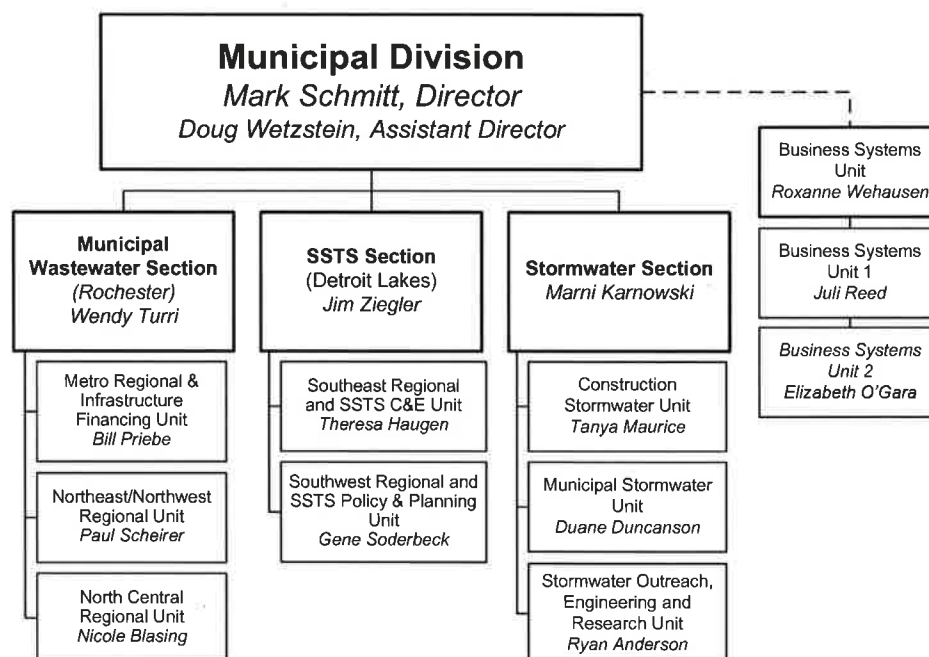 Municipal Division
Mark Schmitt, Director
Doug Wetzstein, Assistant Director
Business Systems
Unit
Roxanne Wehausen
Business Systems
Unit 1
Juli Reed
Business Systems
Unit 2
Elizabeth O'Gara
Municipal
Wastewater Section
(Rochester)
Wendy Turri
Metro Regional &
Infrastructure
Financing Unit
Bill Priebe
Northeast/Northwest
Regional Unit
Paul Scheirer
North Central
Regional Unit
Nicole Blasing
SSTS Section
(Detroit Lakes)
Jim Ziegler
Southeast Regional
and SSTS C&E Unit
Theresa Haugen
Southwest Regional and
SSTS Policy & Planning
Unit
Gene Soderbeck
Stormwater Section
Marni Karnowski
Construction
Stormwater Unit
Tanya Maurice
Municipal Stormwater
Unit
Duane Duncanson
Stormwater Outreach,
Engineering and
Research Unit
Ryan Anderson